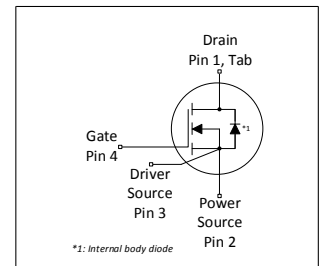 Drain
Pin 1, Tab
*1
Gate
Pin 4
Driver
Source
Pin 3
Power
Source
Pin 2
*1: Internal body diode